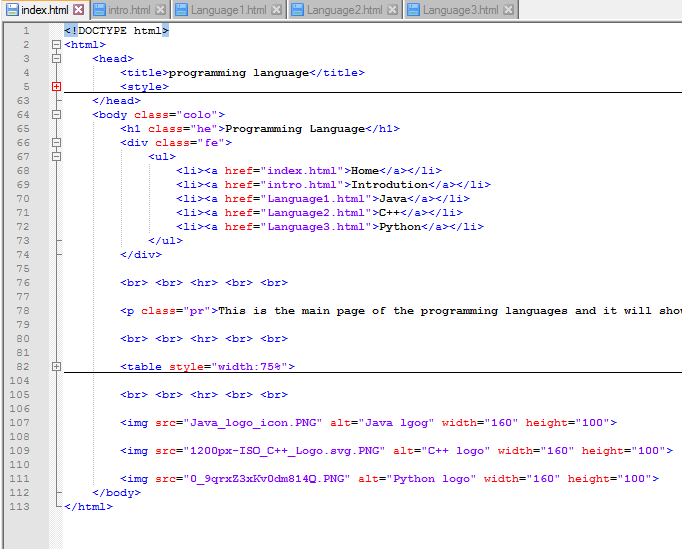 index.html intro.html Language1.html Language2.html Language3.html
1 <!DOCTYPE html>
2 <html>
3 <head>
4 <title>programming language</title>
5 <style>
63 </head>
64 <body class="colo">
65 <h1 class="he">Programming Language</h1>
66 <div class="fe">
67 <ul>
68 <li><a href="index.html">Home</a></li>
69 <li><a href="intro.html">Introdution</a></li>
70 <li><a href="Language1.html">Java</a></li>
71 <li><a href="Language2.html">C++</a></li>
72 <li><a href="Language3.html">Python</a></li>
73 </ul>
74 </div>
75
76 <br> <br> <hr> <br> <br>
77
78 <p class="pr">This is the main page of the programming languages and it will show
79
80 <br> <br> <hr> <br> <br>
81
82 <table style="width:75%">
104
105 <br> <br> <hr> <br> <br>
106
107 <img src="Java_logo_icon.PNG" alt="Java lgog" width="160" height="100">
108
109 <img src="1200px-ISO_C++_Logo.svg.PNG" alt="C++ logo" width="160" height="100">
110
111 <img src="0_9qrxZ3xKv0dm814Q.PNG" alt="Python logo" width="160" height="100">
112 </body>
113 </html>